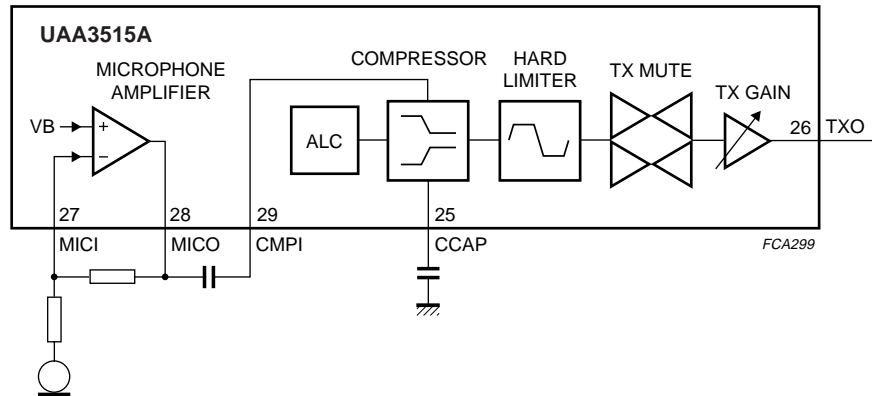 UAA3515A
MICROPHONE
AMPLIFIER
COMPRESSOR
HARD
LIMITER
TX MUTE
TX GAIN
VB
+
−
ALC
26
TXO
27
28
29
25
MICI
MICO
CMPI
CCAP
FCA299